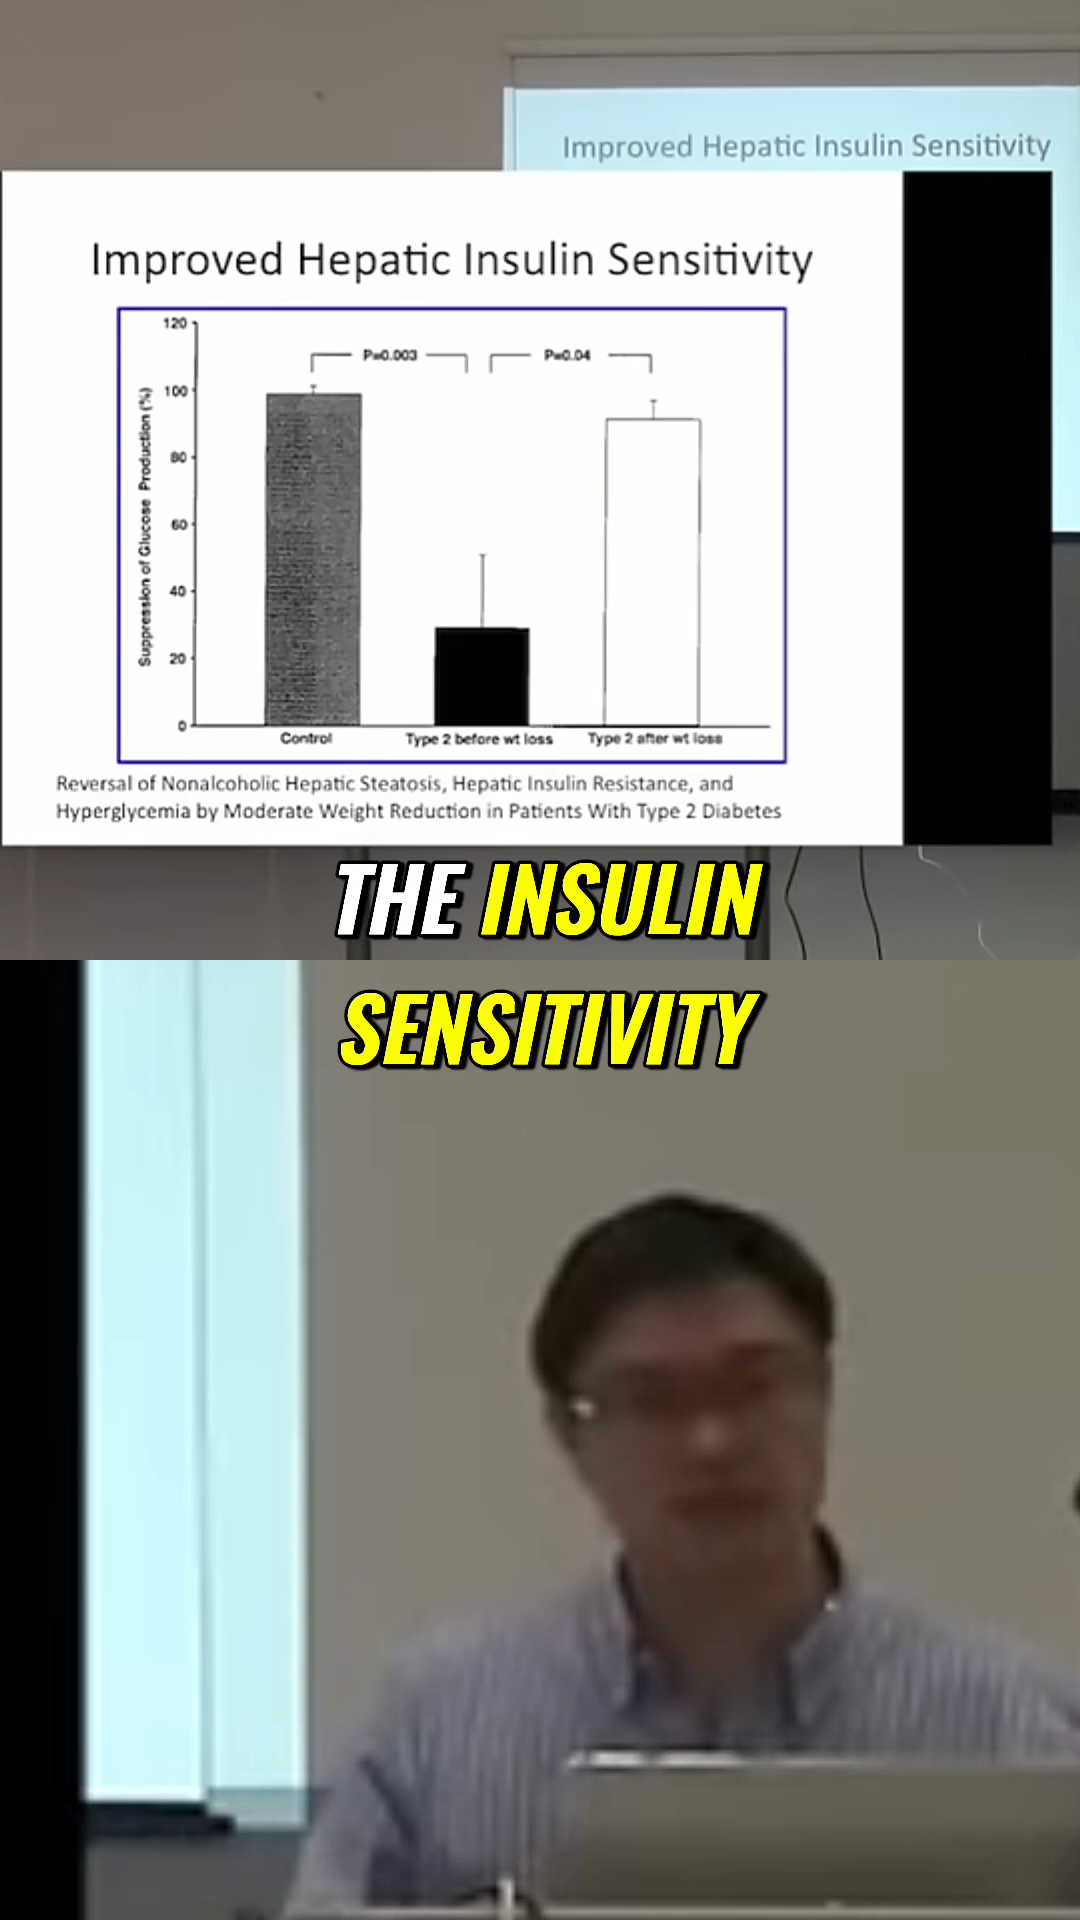 Improved Hepatic Insulin Sensitivity
Improved Hepatic Insulin Sensitivity
120
100
80
60
40
20
0
Suppression of Glucose Production (%)
P=0.003
P=0.04
Control
Type 2 before wt loss
Type 2 after wt loss
Reversal of Nonalcoholic Hepatic Steatosis, Hepatic Insulin Resistance, and
Hyperglycemia by Moderate Weight Reduction in Patients With Type 2 Diabetes
THE INSULIN
SENSITIVITY